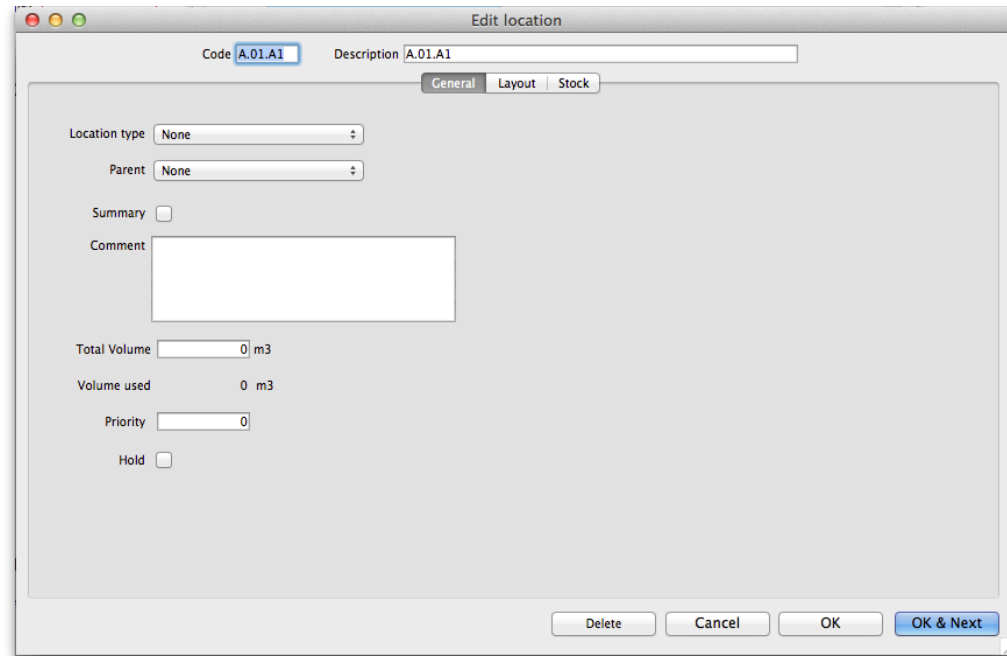 Edit location
Code A.01.A1 Description A.01.A1
General Layout Stock
Location type None
Parent None
Summary
Comment
Total Volume 0 m3
Volume used 0 m3
Priority 0
Hold
Delete Cancel OK OK & Next